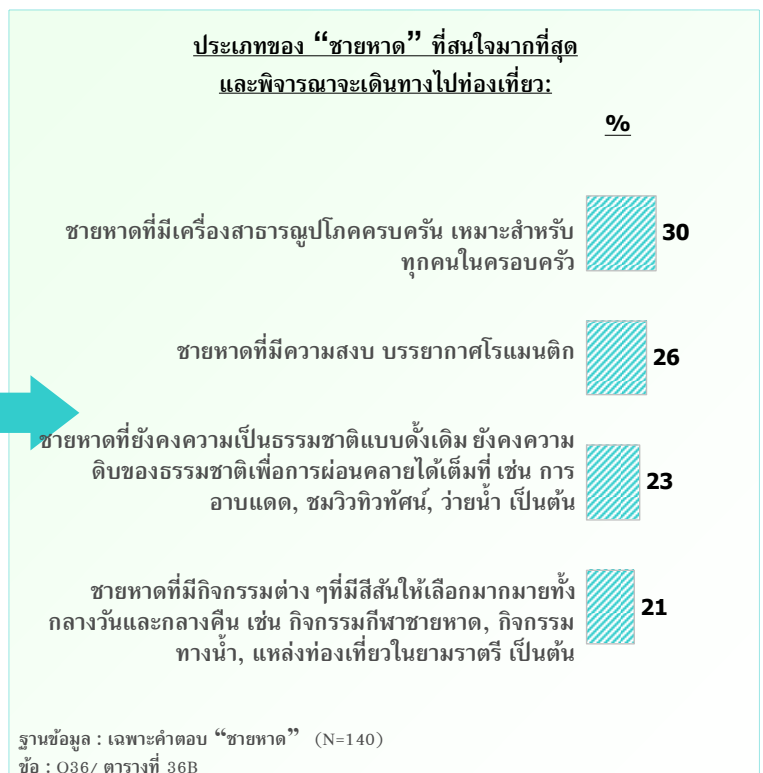 ประเภทของ “ชายหาด” ที่สนใจมากที่สุด
และพิจารณาจะเดินทางไปท่องเที่ยว:
%
ชายหาดที่มีเครื่องสาธารณูปโภคครบครัน เหมาะสำหรับ
ทุกคนในครอบครัว
30
ชายหาดที่มีความสงบ บรรยากาศโรแมนติก
26
ชายหาดที่ยังคงความเป็นธรรมชาติแบบดั้งเดิม ยังคงความ
ดิบของธรรมชาติเพื่อการผ่อนคลายได้เต็มที่ เช่น การ
อาบแดด, ชมวิวทิวทัศน์, ว่ายน้ำ เป็นต้น
23
ชายหาดที่มีกิจกรรมต่าง ๆที่มีสีสันให้เลือกมากมายทั้ง
กลางวันและกลางคืน เช่น กิจกรรมกีฬาชายหาด, กิจกรรม
ทางน้ำ, แหล่งท่องเที่ยวในยามราตรี เป็นต้น
21
ฐานข้อมูล : เฉพาะคำตอบ “ชายหาด” (N=140)
ข้อ : Q36/ ตารางที่ 36B